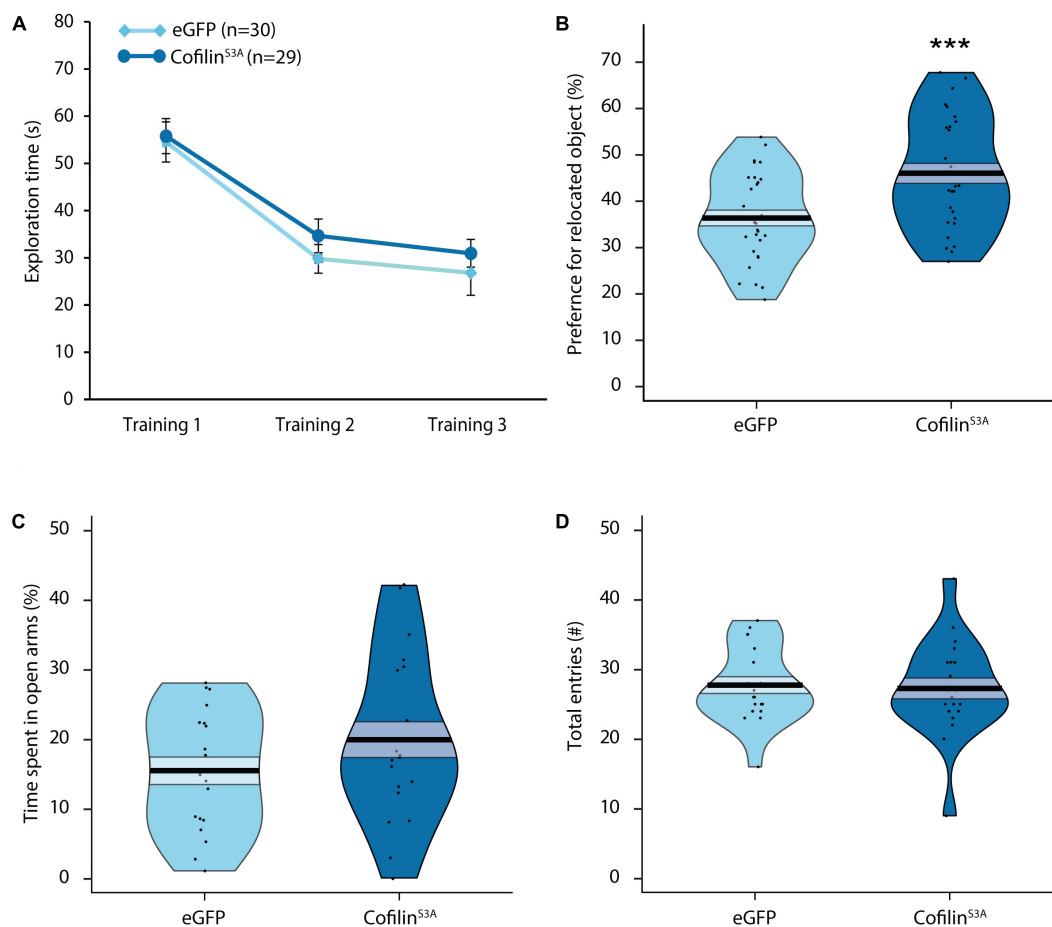 A
80
70
60
50
40
30
20
10
0
Exploration time (s)
eGFP (n=30)
Cofilin^S3A (n=29)
Training 1 Training 2 Training 3
B
70
60
50
40
30
20
10
0
Prefernce for relocated object (%)
***
eGFP Cofilin^S3A
C
50
40
30
20
10
0
Time spent in open arms (%)
eGFP Cofilin^S3A
D
50
40
30
20
10
0
Total entries (#)
eGFP Cofilin^S3A